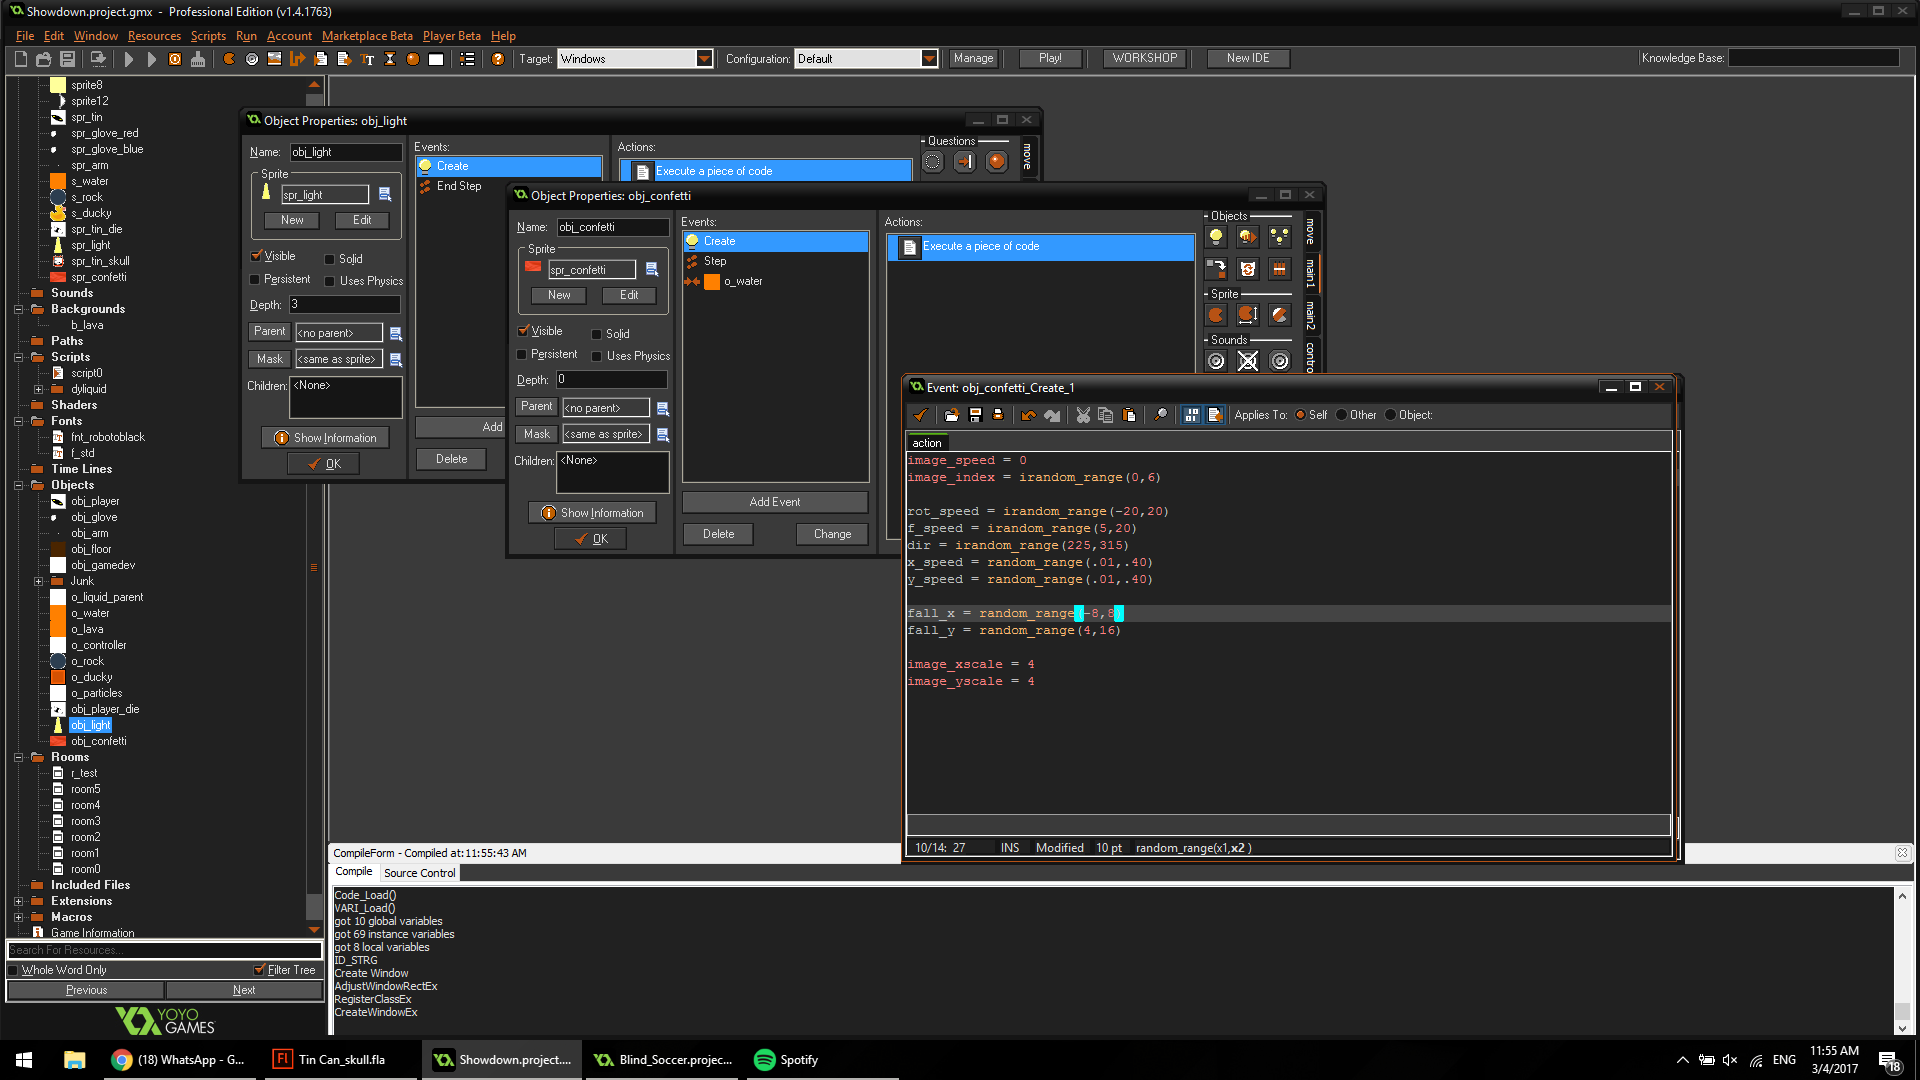 Showdown.project.gmx - Professional Edition (v1.4.1763)
File Edit Window Resources Scripts Run Account Marketplace Beta Player Beta Help
Target: Windows Configuration: Default Manage Play! WORKSHOP New IDE Knowledge Base:
sprite8
sprite12
spr_tin
spr_glove_red
spr_glove_blue
spr_arm
s_water
s_rock
s_ducky
spr_tin_die
spr_light
spr_tin_skull
spr_confetti
Sounds
Backgrounds
b_lava
Paths
Scripts
script0
dyliquid
Shaders
Fonts
fnt_robotoblack
f_std
Time Lines
Objects
obj_player
obj_glove
obj_arm
obj_floor
obj_gamedev
Junk
o_liquid_parent
o_water
o_lava
o_controller
o_rock
o_ducky
o_particles
obj_player_die
obj_light
obj_confetti
Rooms
r_test
room5
room4
room3
room2
room1
room0
Included Files
Extensions
Macros
Game Information
Search For Resources...
Whole Word Only Filter Tree
Previous Next
YOYO
GAMES
Object Properties: obj_light
Name: obj_light
Sprite
spr_light
New Edit
Visible Solid
Persistent Uses Physics
Depth: 3
Parent <no parent>
Mask <same as sprite>
Children: <None>
Show Information
OK
Events:
Create
End Step
Add
Delete
Actions:
Execute a piece of code
Questions
move
Object Properties: obj_confetti
Name: obj_confetti
Sprite
spr_confetti
New Edit
Visible Solid
Persistent Uses Physics
Depth: 0
Parent <no parent>
Mask <same as sprite>
Children: <None>
Show Information
OK
Events:
Create
Step
o_water
Add Event
Delete Change
Actions:
Execute a piece of code
Objects
Sprite
Sounds
move
main1
main2
contro
Event: obj_confetti_Create_1
Applies To: Self Other Object:
action
image_speed = 0
image_index = irandom_range(0,6)
rot_speed = irandom_range(-20,20)
f_speed = irandom_range(5,20)
dir = irandom_range(225,315)
x_speed = random_range(.01,.40)
y_speed = random_range(.01,.40)
fall_x = random_range(-8,8)
fall_y = random_range(4,16)
image_xscale = 4
image_yscale = 4
10/14: 27 INS Modified 10 pt random_range(x1,x2 )
CompileForm - Compiled at:11:55:43 AM
Compile Source Control
Code_Load()
VARI_Load()
got 10 global variables
got 69 instance variables
got 8 local variables
ID_STRG
Create Window
AdjustWindowRectEx
RegisterClassEx
CreateWindowEx
(18) WhatsApp - G... Fl Tin Can_skull.fla Showdown.project.... Blind_Soccer.projec... Spotify
ENG
11:55 AM
3/4/2017
18